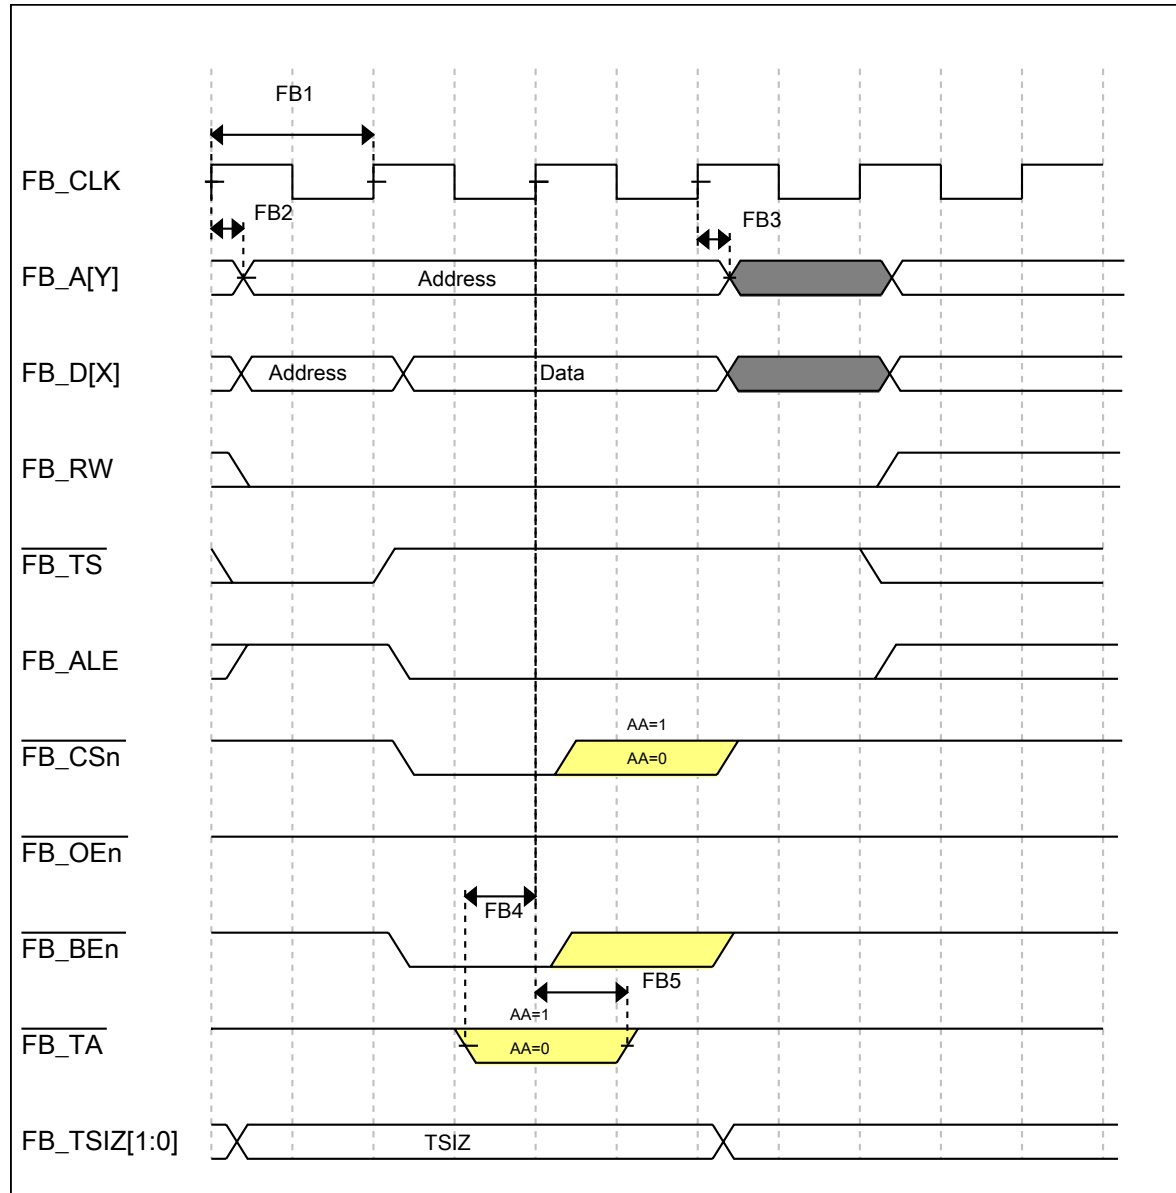 FB1
FB_CLK
FB2
FB3
FB_A[Y]
Address
FB_D[X]
Address
Data
FB_RW
FB_TS
FB_ALE
AA=1
FB_CSn
AA=0
FB_OEn
FB4
FB_BEn
FB5
AA=1
FB_TA
AA=0
FB_TSIZ[1:0]
TSIZ